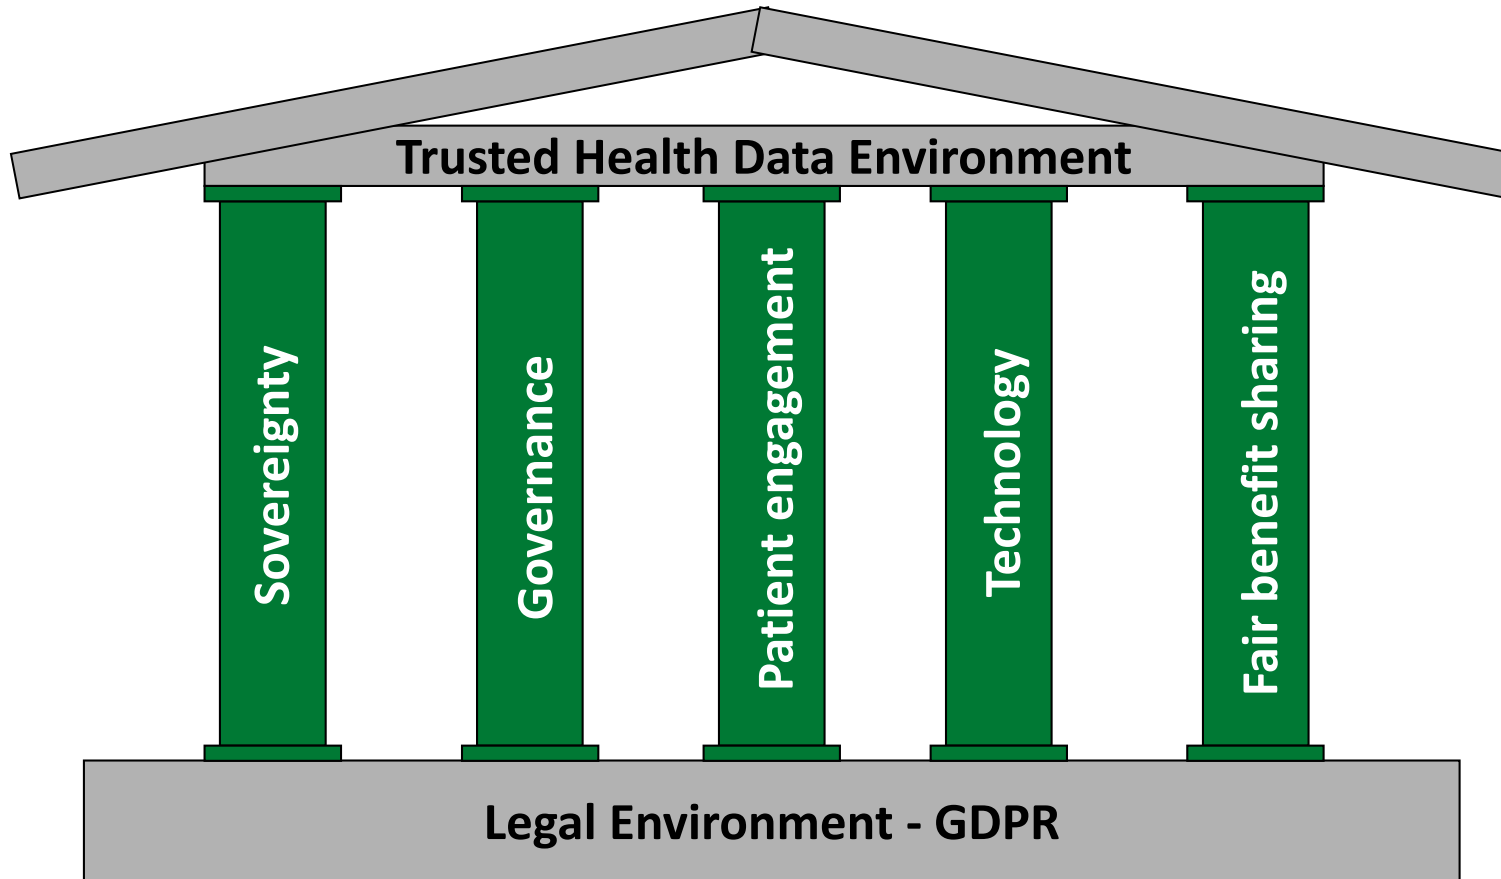 Trusted Health Data Environment
Sovereignty
Governance
Patient engagement
Technology
Fair benefit sharing
Legal Environment - GDPR